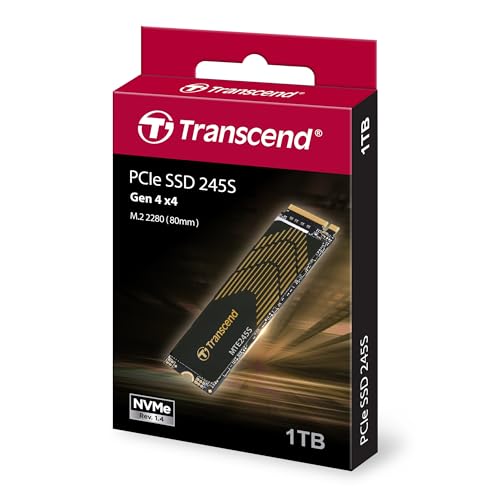 Transcend®
PCIe SSD 245S
Gen 4 x4
M.2 2280 (80mm)
Transcend
MTE245S
NVMe
Rev. 1.4
1TB
1TB
PCIe SSD 245S